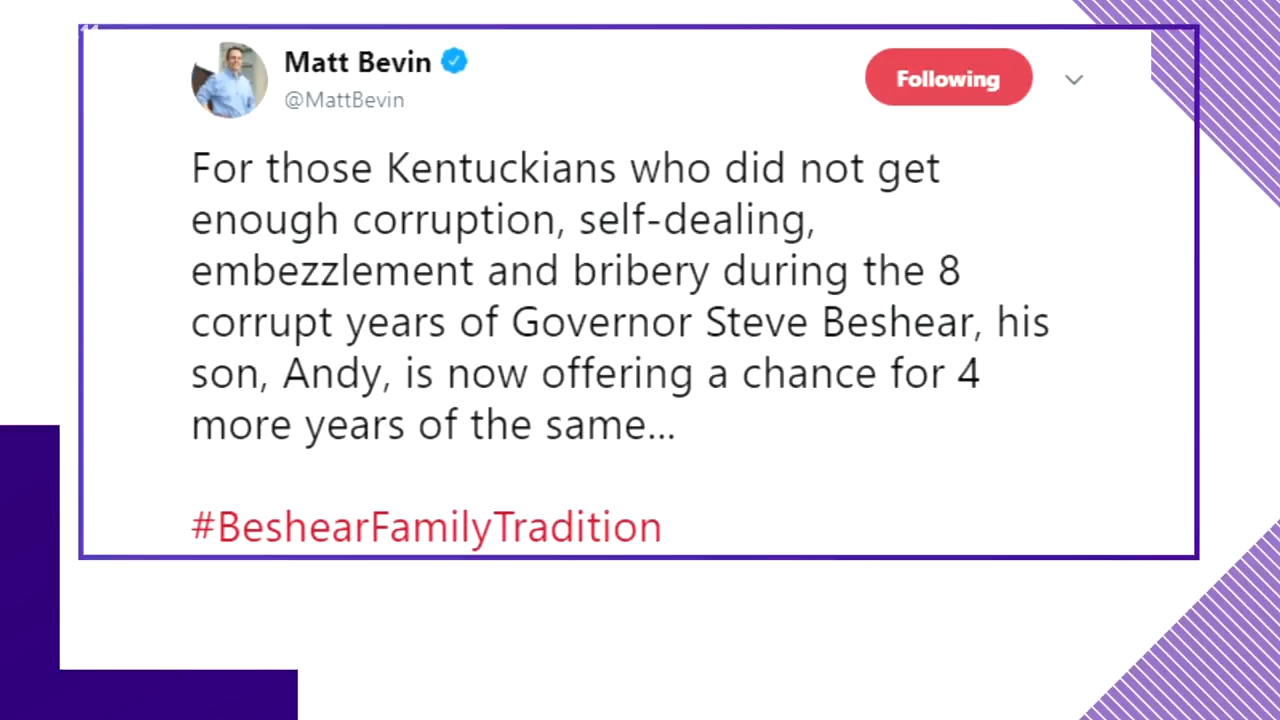 Matt Bevin
@MattBevin
Following
For those Kentuckians who did not get
enough corruption, self-dealing,
embezzlement and bribery during the 8
corrupt years of Governor Steve Beshear, his
son, Andy, is now offering a chance for 4
more years of the same...
#BeshearFamilyTradition